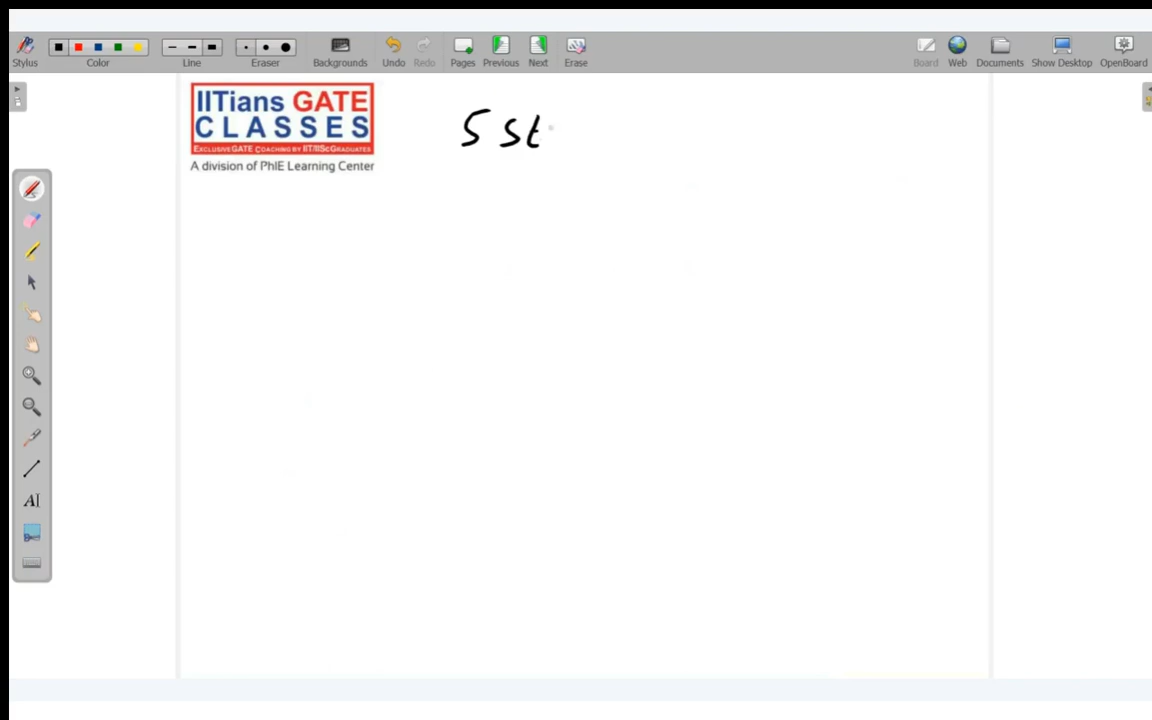 Stylus Color Line Eraser Backgrounds Undo Redo Pages Previous Next Erase Board Web Documents Show Desktop OpenBoard
IITians GATE
CLASSES
EXCLUSIVE GATE COACHING BY IIT/IISc GRADUATES
A division of PhIE Learning Center
5 st
AI